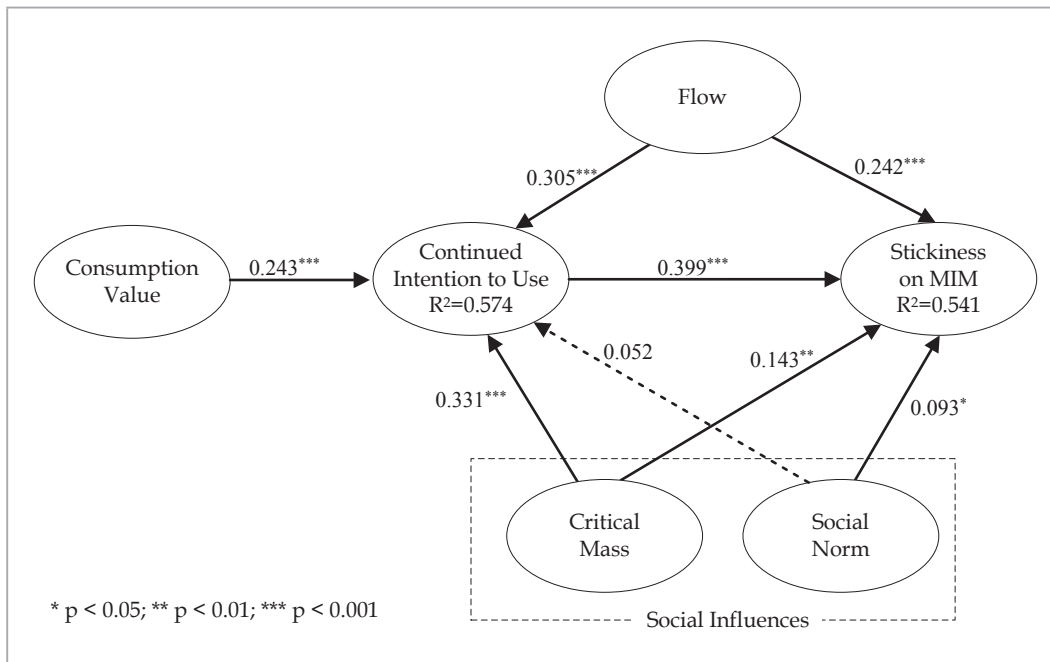 Flow
0.305***
0.242***
Consumption
Value
0.243***
Continued
Intention to Use
R²=0.574
0.399***
Stickiness
on MIM
R²=0.541
0.052
0.143**
0.331***
0.093*
Critical
Mass
Social
Norm
* p < 0.05; ** p < 0.01; *** p < 0.001
Social Influences